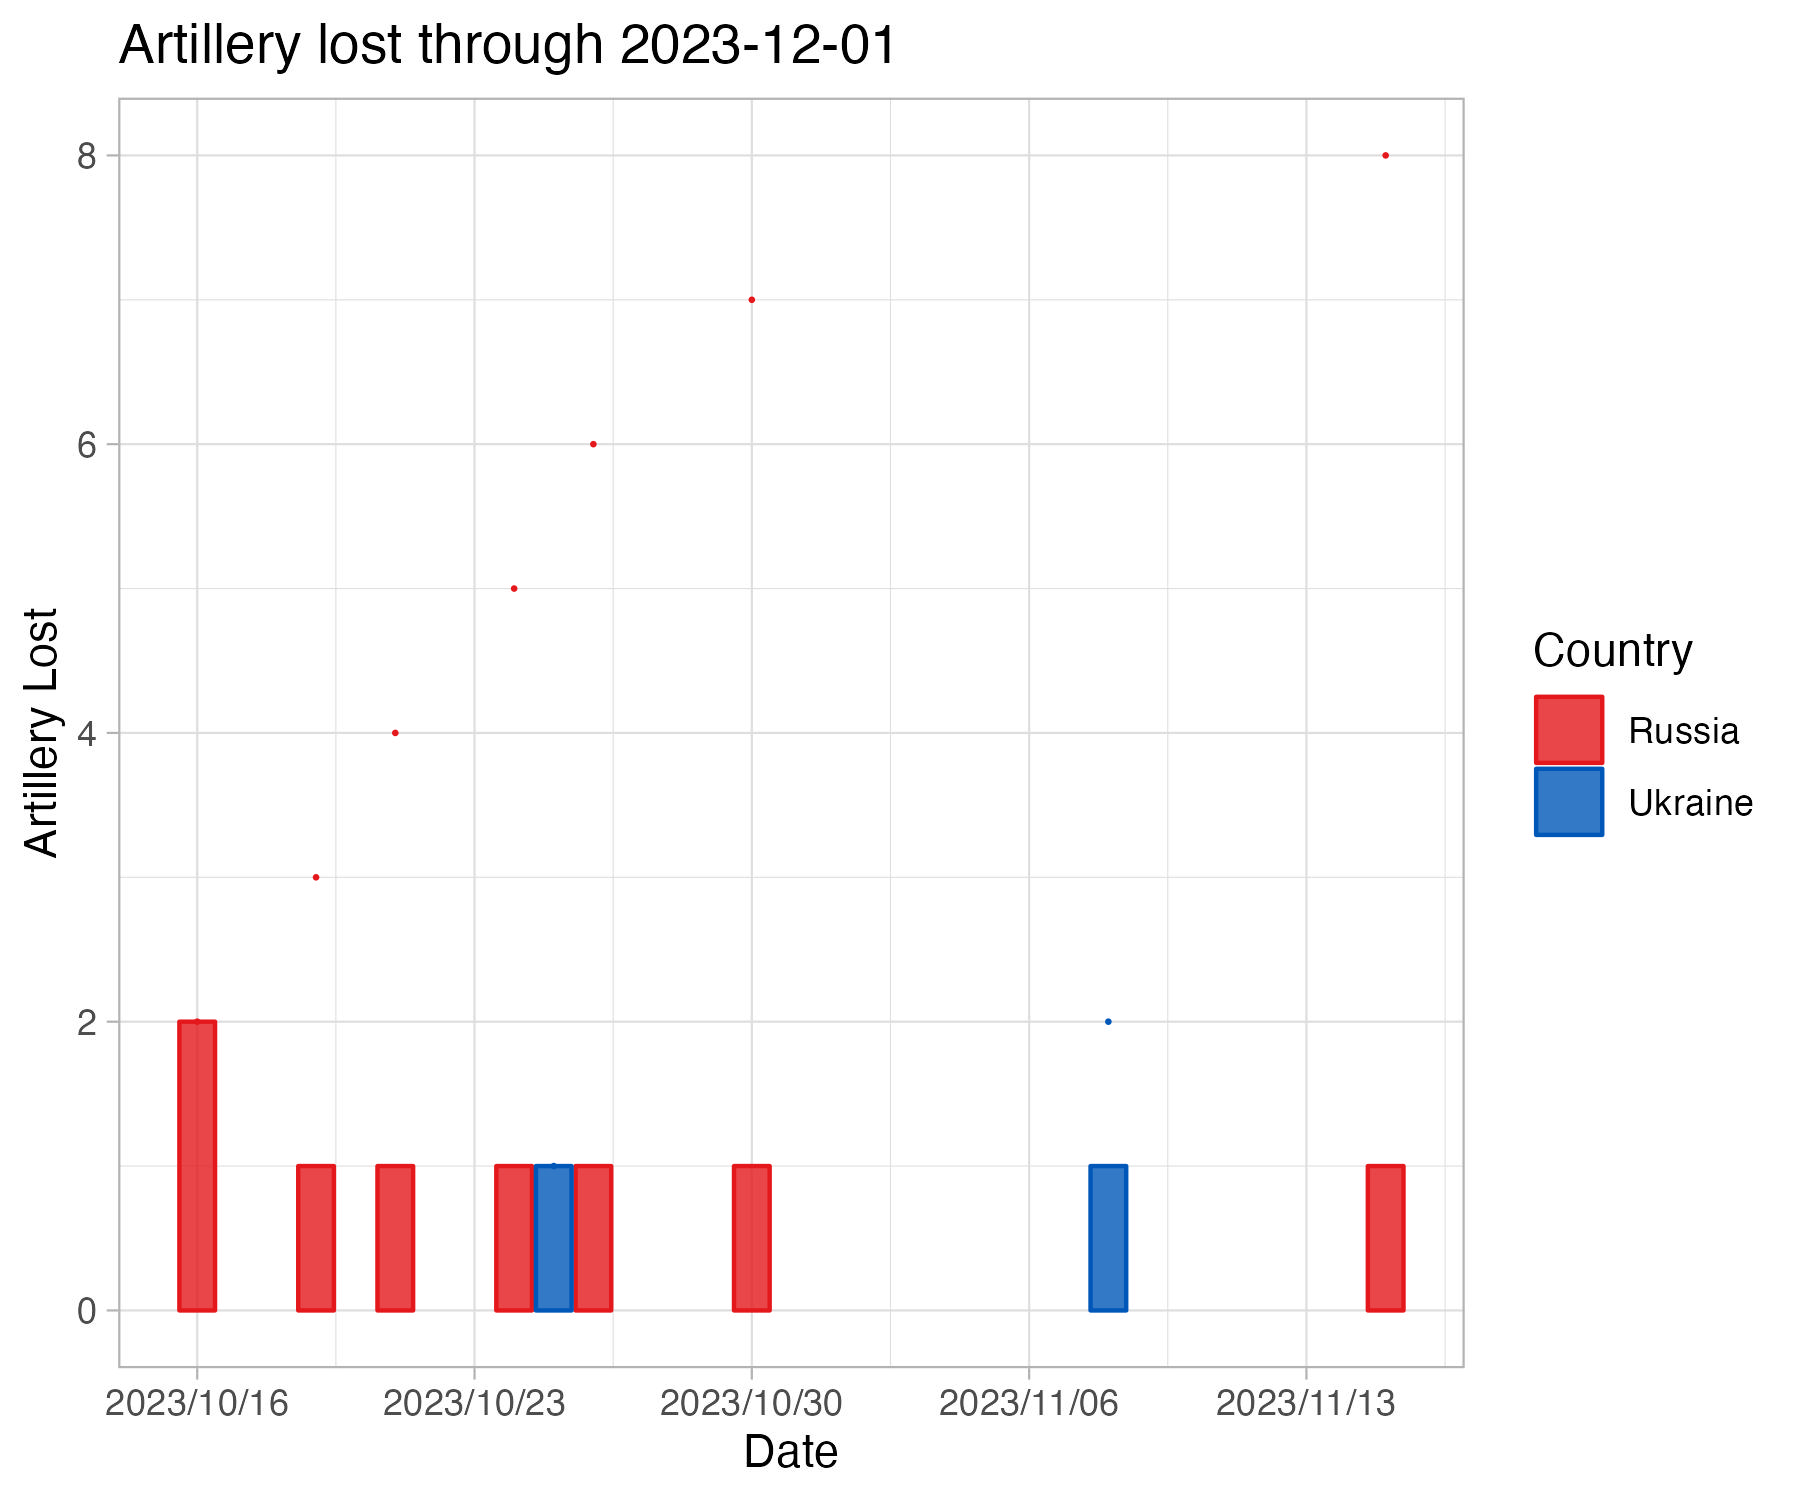 Artillery lost through 2023-12-01
Artillery Lost
8
6
4
2
0
2023/10/16
2023/10/23
2023/10/30
2023/11/06
2023/11/13
Date
Country
Russia
Ukraine